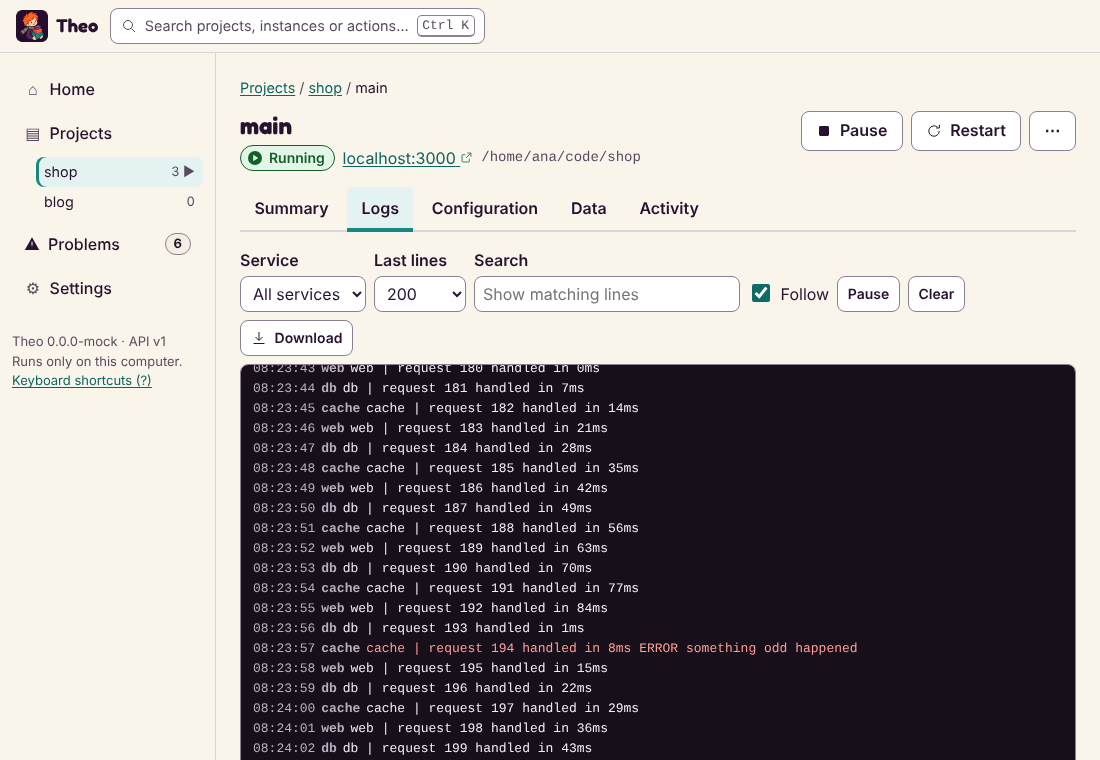 Theo
Search projects, instances or actions... Ctrl K
Home
Projects
shop 3
blog 0
Problems 6
Settings
Theo 0.0.0-mock · API v1
Runs only on this computer.
Keyboard shortcuts (?)
Projects / shop / main
main
Pause
Restart
...
Running localhost:3000 /home/ana/code/shop
Summary Logs Configuration Data Activity
Service Last lines Search
All services 200 Show matching lines Follow Pause Clear
Download
08:23:43 web web | request 180 handled in 0ms
08:23:44 db db | request 181 handled in 7ms
08:23:45 cache cache | request 182 handled in 14ms
08:23:46 web web | request 183 handled in 21ms
08:23:47 db db | request 184 handled in 28ms
08:23:48 cache cache | request 185 handled in 35ms
08:23:49 web web | request 186 handled in 42ms
08:23:50 db db | request 187 handled in 49ms
08:23:51 cache cache | request 188 handled in 56ms
08:23:52 web web | request 189 handled in 63ms
08:23:53 db db | request 190 handled in 70ms
08:23:54 cache cache | request 191 handled in 77ms
08:23:55 web web | request 192 handled in 84ms
08:23:56 db db | request 193 handled in 1ms
08:23:57 cache cache | request 194 handled in 8ms ERROR something odd happened
08:23:58 web web | request 195 handled in 15ms
08:23:59 db db | request 196 handled in 22ms
08:24:00 cache cache | request 197 handled in 29ms
08:24:01 web web | request 198 handled in 36ms
08:24:02 db db | request 199 handled in 43ms